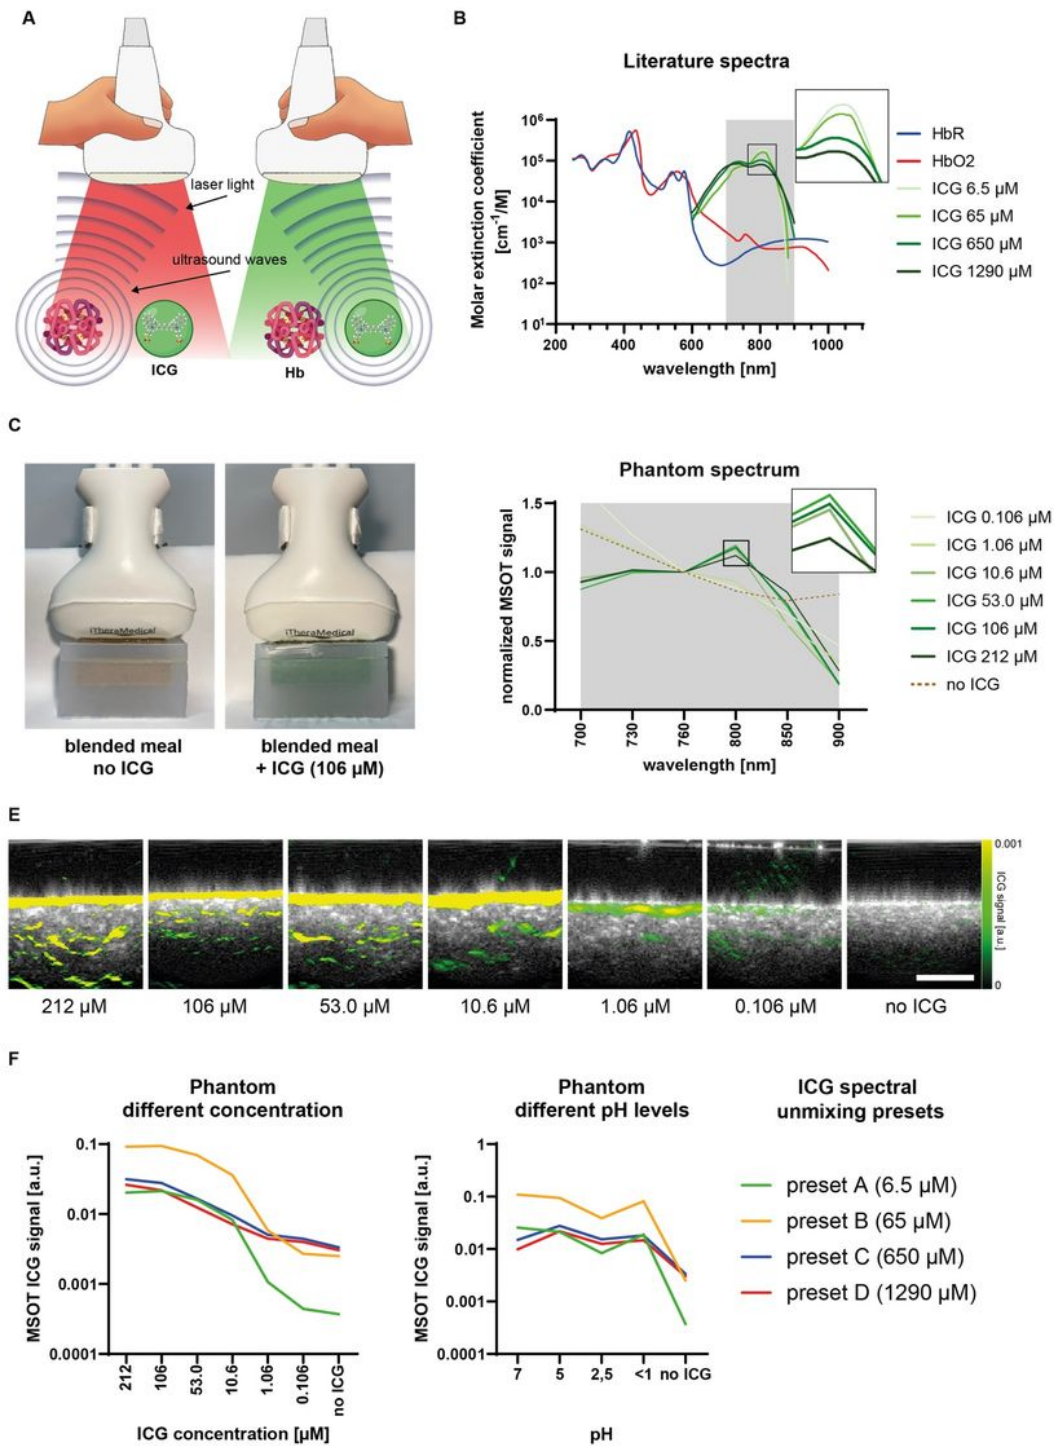 A
laser light
ultrasound waves
ICG
Hb
B
Literature spectra
Molar extinction coefficient
[cm⁻¹/M]
10⁶
10⁵
10⁴
10³
10²
10¹
200
400
600
800
1000
wavelength [nm]
HbR
HbO2
ICG 6.5 µM
ICG 65 µM
ICG 650 µM
ICG 1290 µM
C
iTheraMedical
iTheraMedical
blended meal
no ICG
blended meal
+ ICG (106 µM)
Phantom spectrum
normalized MSOT signal
1.5
1.0
0.5
0.0
700
730
760
800
850
900
wavelength [nm]
ICG 0.106 µM
ICG 1.06 µM
ICG 10.6 µM
ICG 53.0 µM
ICG 106 µM
ICG 212 µM
no ICG
E
0.001
ICG signal [a.u.]
0
212 µM
106 µM
53.0 µM
10.6 µM
1.06 µM
0.106 µM
no ICG
F
Phantom
different concentration
MSOT ICG signal [a.u.]
0.1
0.01
0.001
0.0001
212
106
53.0
10.6
1.06
0.106
no ICG
ICG concentration [µM]
Phantom
different pH levels
MSOT ICG signal [a.u.]
1
0.1
0.01
0.001
0.0001
7
5
2,5
<1
no ICG
pH
ICG spectral
unmixing presets
preset A (6.5 µM)
preset B (65 µM)
preset C (650 µM)
preset D (1290 µM)